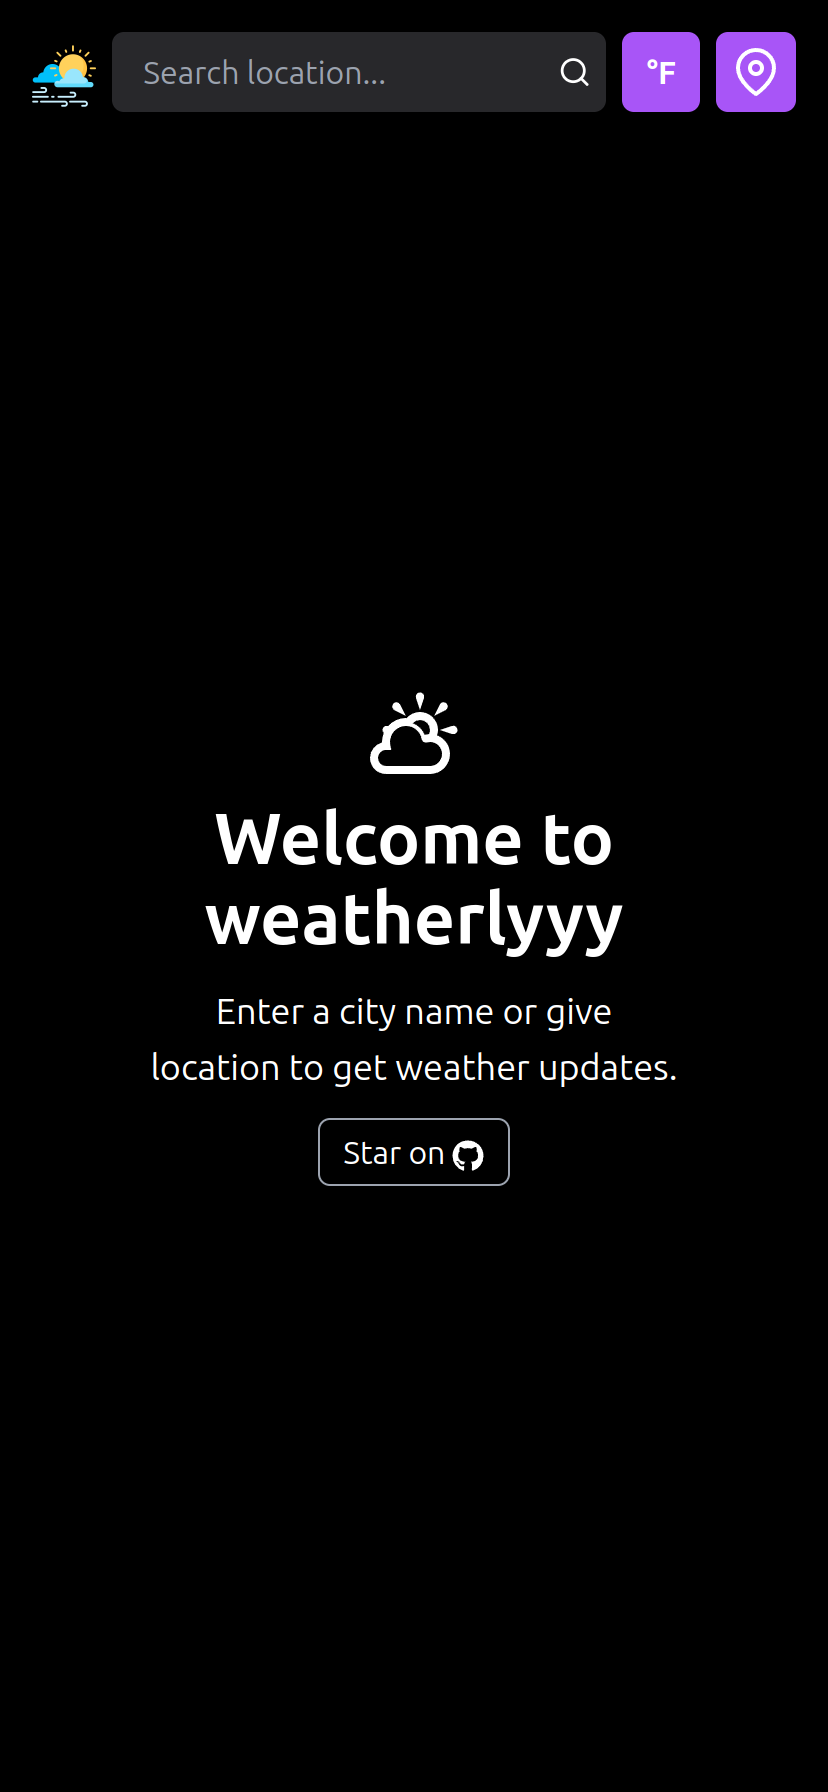 Search location...
°F
Welcome to
weatherlyyy
Enter a city name or give
location to get weather updates.
Star on